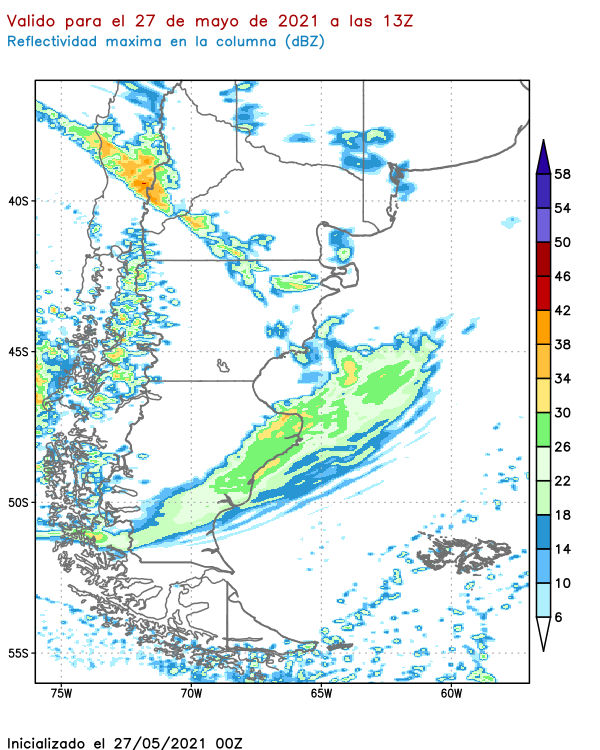 Valido para el 27 de mayo de 2021 a las 13Z
Reflectividad maxima en la columna (dBZ)
58
54
50
46
42
38
34
30
26
22
18
14
10
6
40S
45S
50S
55S
75W 70W 65W 60W
Inicializado el 27/05/2021 00Z